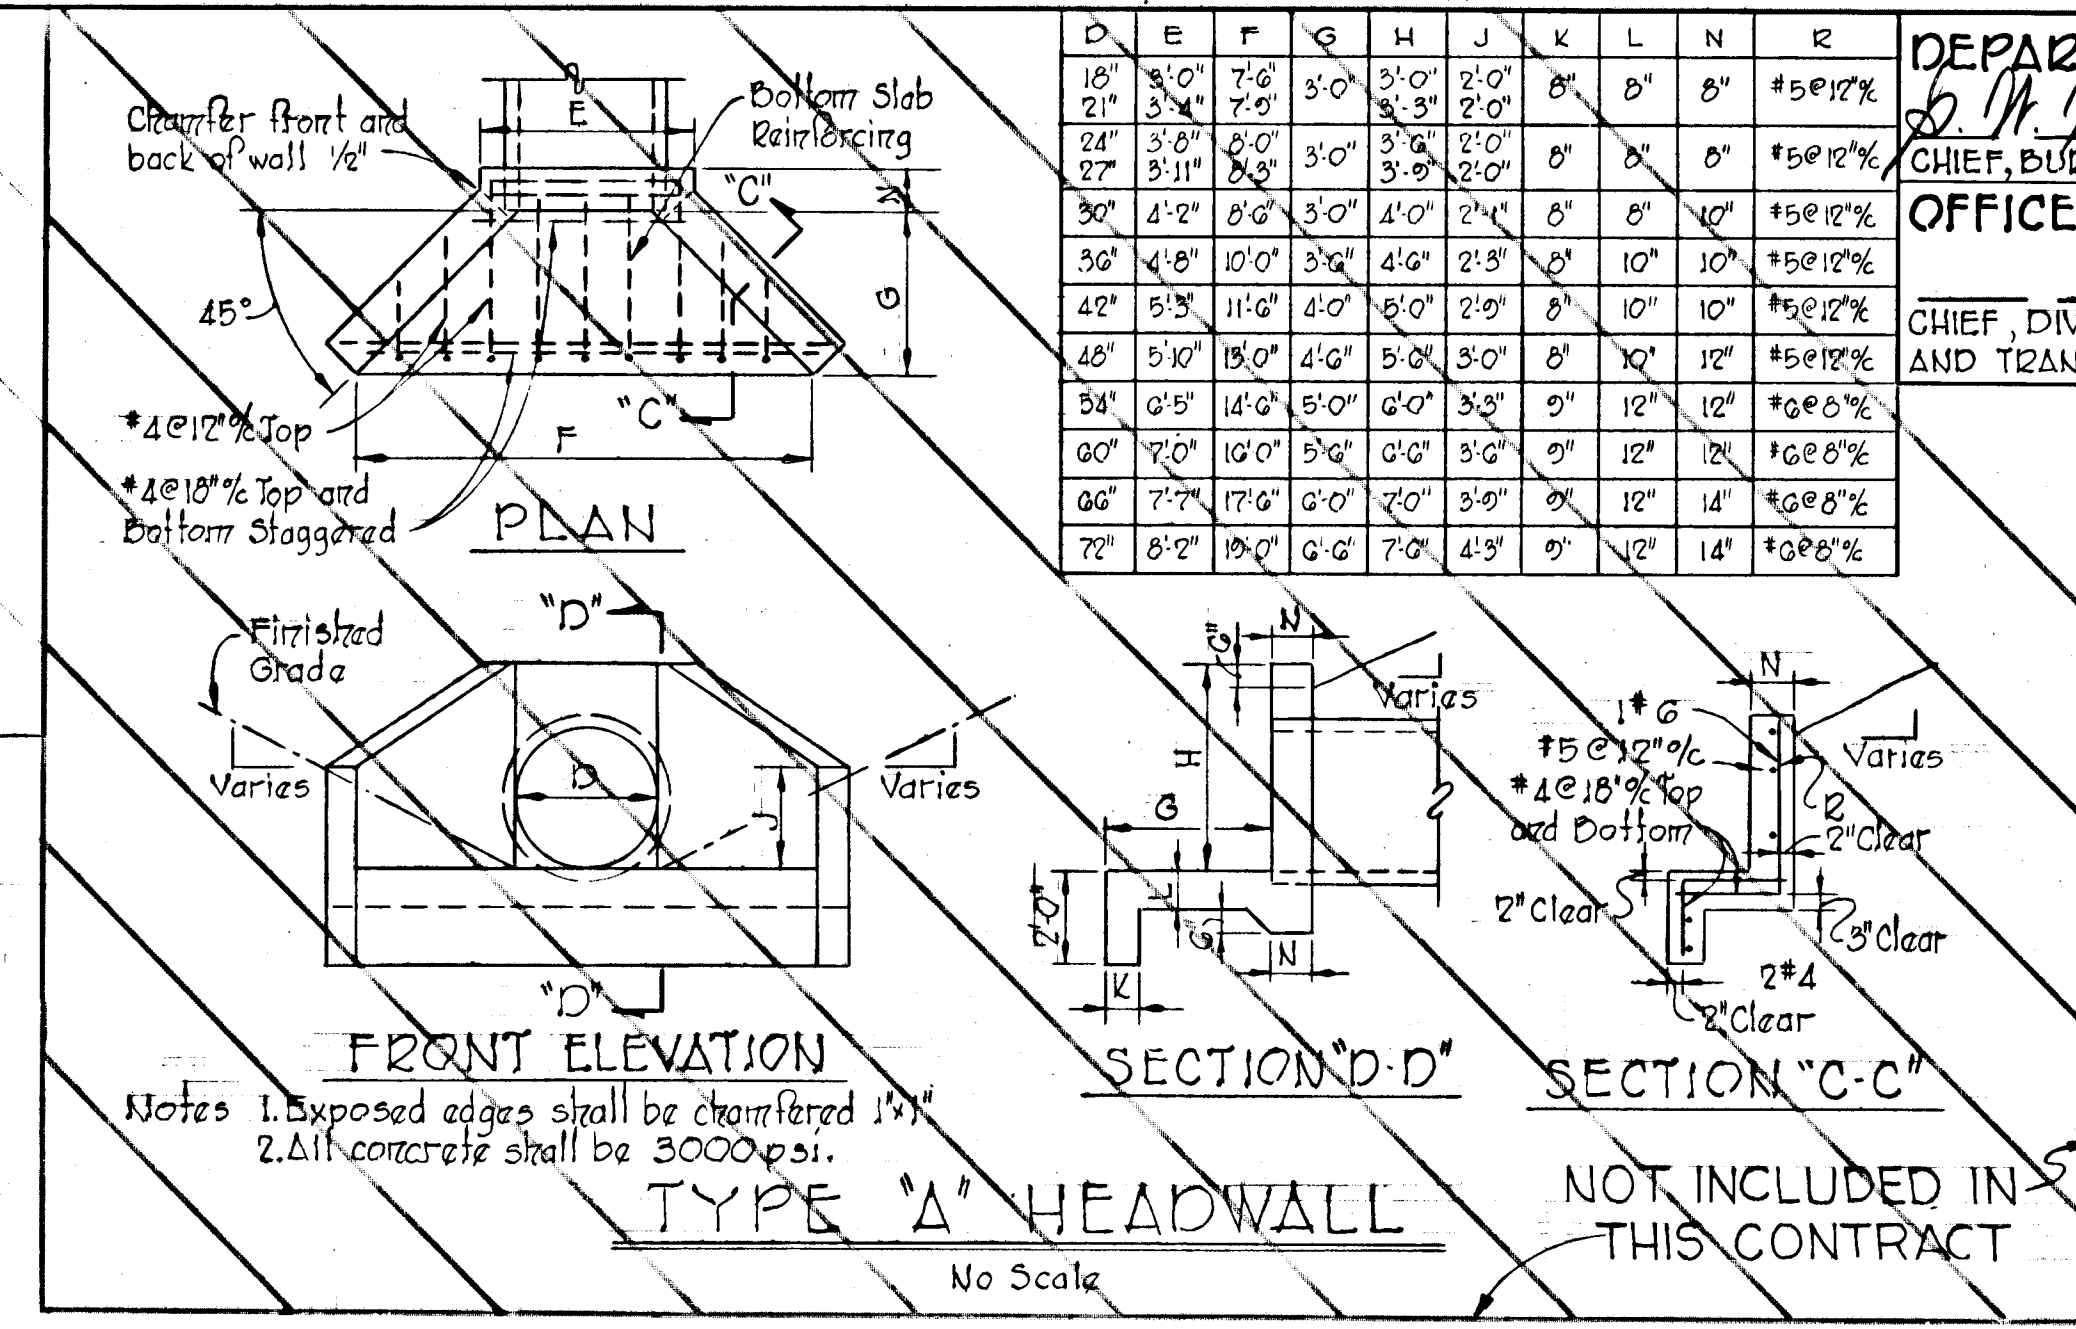 D E F G H J K L N R
18" 3'-0" 7'-6" 3'-0" 3'-0" 2'-0" 8" 8" 8" #5@12"%
21" 3'-4" 7'-9" 3'-3" 2'-0"
24" 3'-8" 8'-0" 3'-0" 3'-6" 2'-0" 8" 8" 8" #5@12"%
27" 3'-11" 8'-3" 3'-9" 2'-0"
30" 4'-2" 8'-6" 3'-0" 4'-0" 2'-1" 8" 8" 10" #5@12"%
36" 4'-8" 10'-0" 3'-6" 4'-6" 2'-3" 8" 10" 10" #5@12"%
42" 5'-3" 11'-6" 4'-0" 5'-0" 2'-9" 8" 10" 10" #5@12"%
48" 5'-10" 13'-0" 4'-6" 5'-6" 3'-0" 8" 10" 12" #5@12"%
54" 6'-5" 14'-6" 5'-0" 6'-0" 3'-3" 9" 12" 12" #6@8"%
60" 7'-0" 16'-0" 5'-6" 6'-6" 3'-6" 9" 12" 12" #6@8"%
66" 7'-7" 17'-6" 6'-0" 7'-0" 3'-9" 9" 12" 14" #6@8"%
72" 8'-2" 19'-0" 6'-6" 7'-6" 4'-3" 9" 12" 14" #6@8"%
DEPAR
CHIEF, BU
OFFICE
CHIEF, DIV
AND TRAN
Chamfer front and
back of wall 1/2"
E
Bottom Slab
Reinforcing
"C"
N
G
45°
"C"
F
#4@12"% Top
#4@18"% Top and
Bottom Staggered
PLAN
"D"
Finished
Grade
Varies
D
J
Varies
"D"
FRONT ELEVATION
N
6"
Varies
H
G
2'-0"
L
6"
N
K
SECTION "D-D"
N
1#6
#5@12"o/c
#4@18"% Top
and Bottom
Varies
R
2"Clear
2"Clear
3"Clear
2#4
2"Clear
SECTION "C-C"
Notes 1. Exposed edges shall be chamfered 1"x1"
2. All concrete shall be 3000 psi.
TYPE "A" HEADWALL
No Scale
NOT INCLUDED IN
THIS CONTRACT